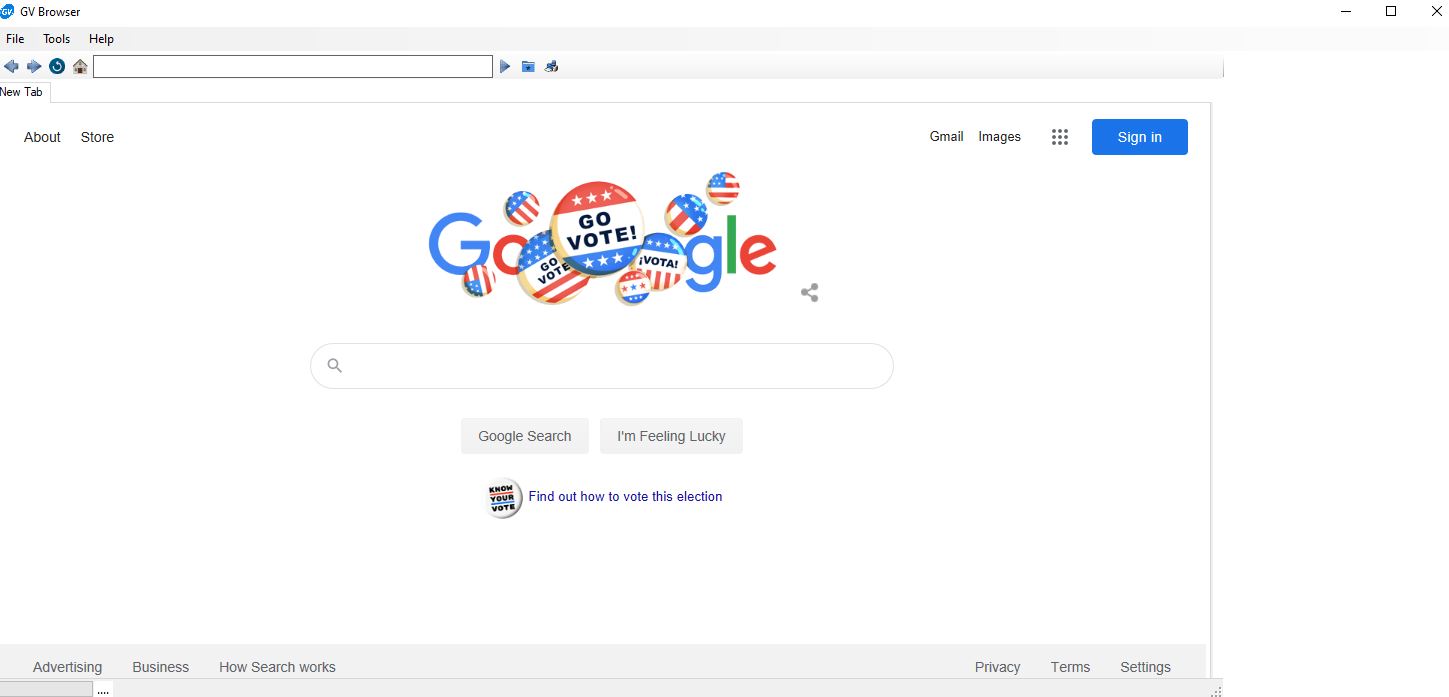 GV. GV Browser
File Tools Help
New Tab
About Store Gmail Images Sign in
Google
GO VOTE!
GO VOTE
¡VOTA!
Google Search I'm Feeling Lucky
KNOW YOUR VOTE
Find out how to vote this election
Advertising Business How Search works Privacy Terms Settings
....